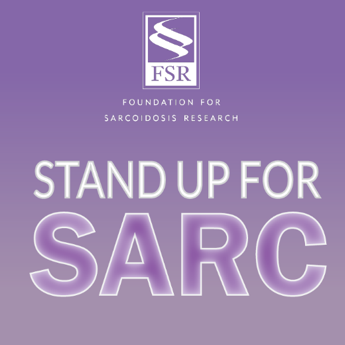 FSR
FOUNDATION FOR
SARCOIDOSIS RESEARCH
STAND UP FOR
SARC